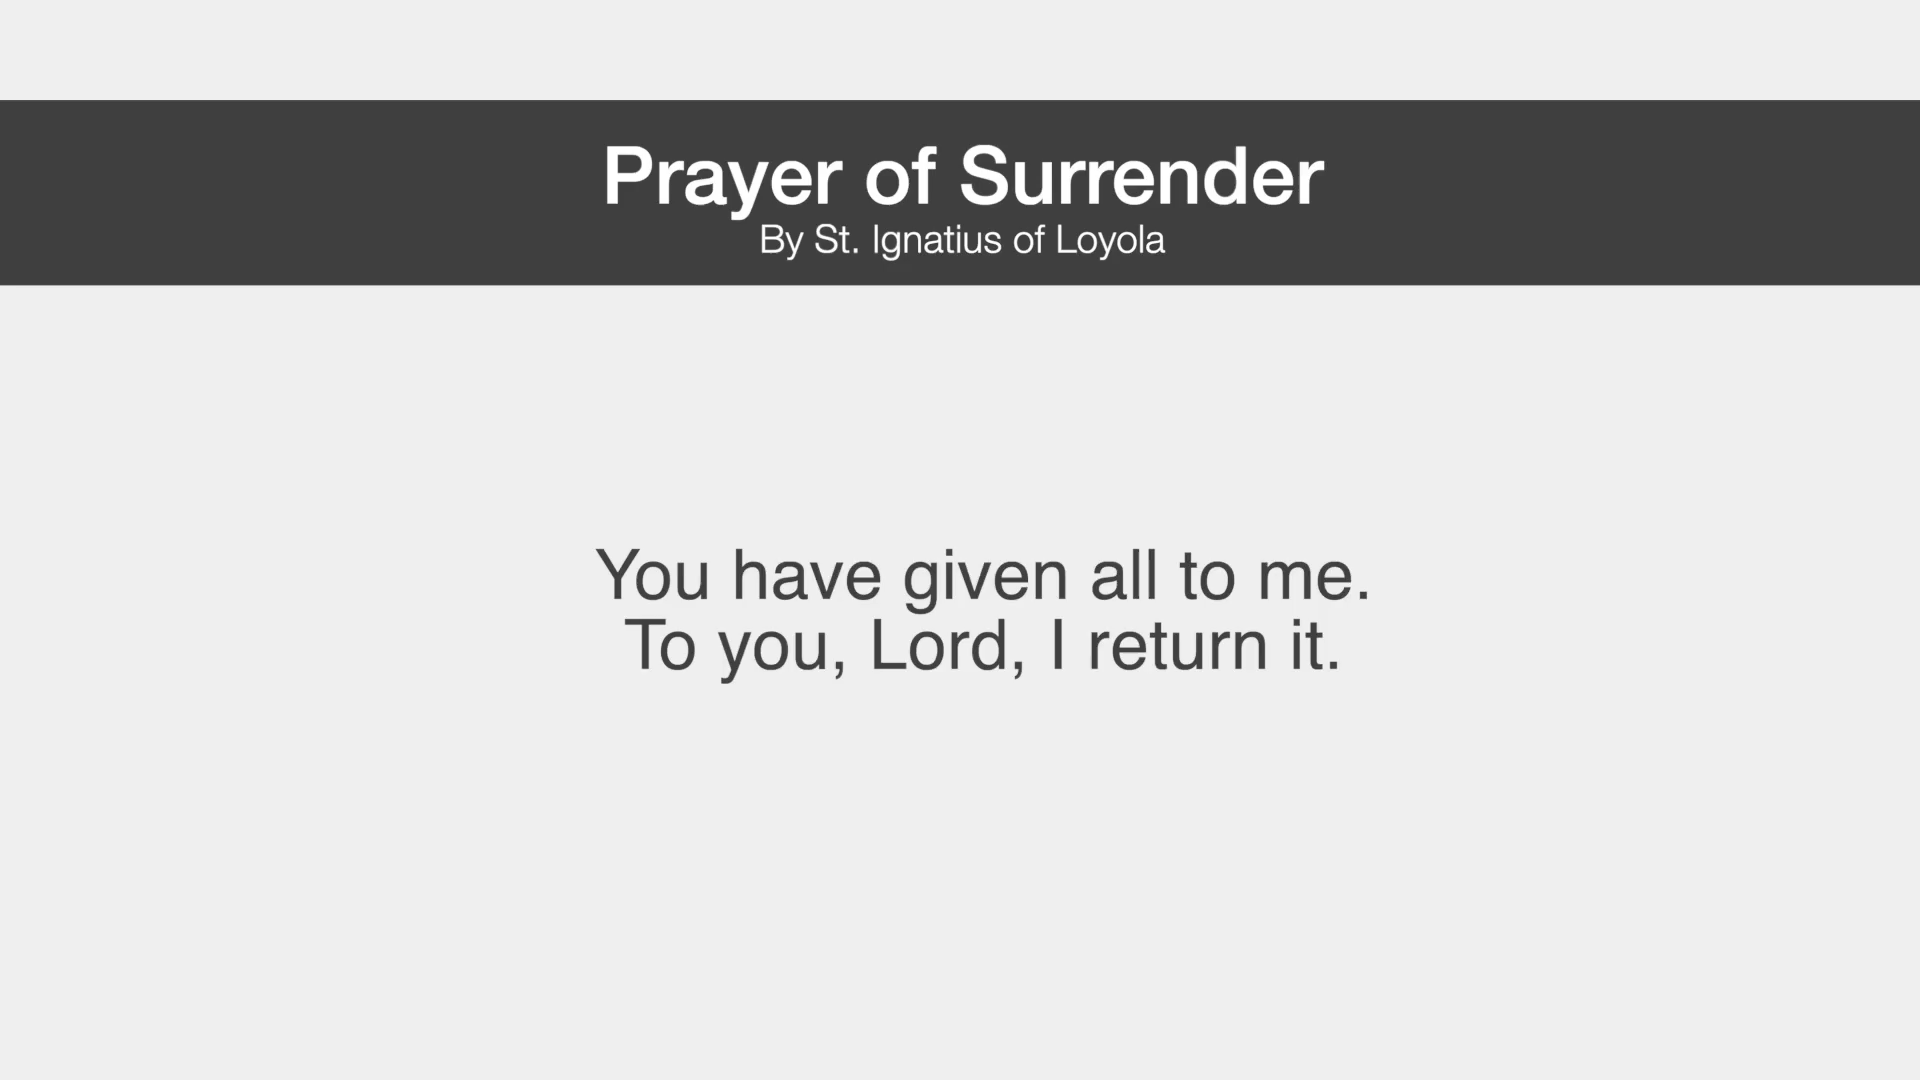 Prayer of Surrender
By St. Ignatius of Loyola
You have given all to me.
To you, Lord, I return it.